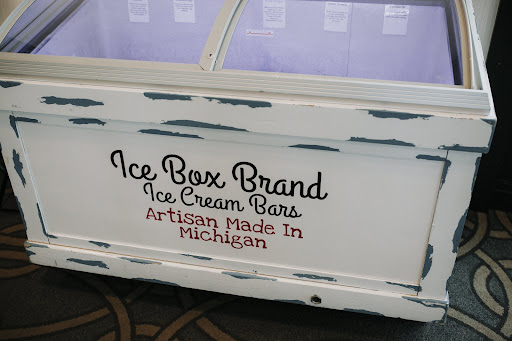 Ice Box Brand
Ice Cream Bars
Artisan Made In
Michigan